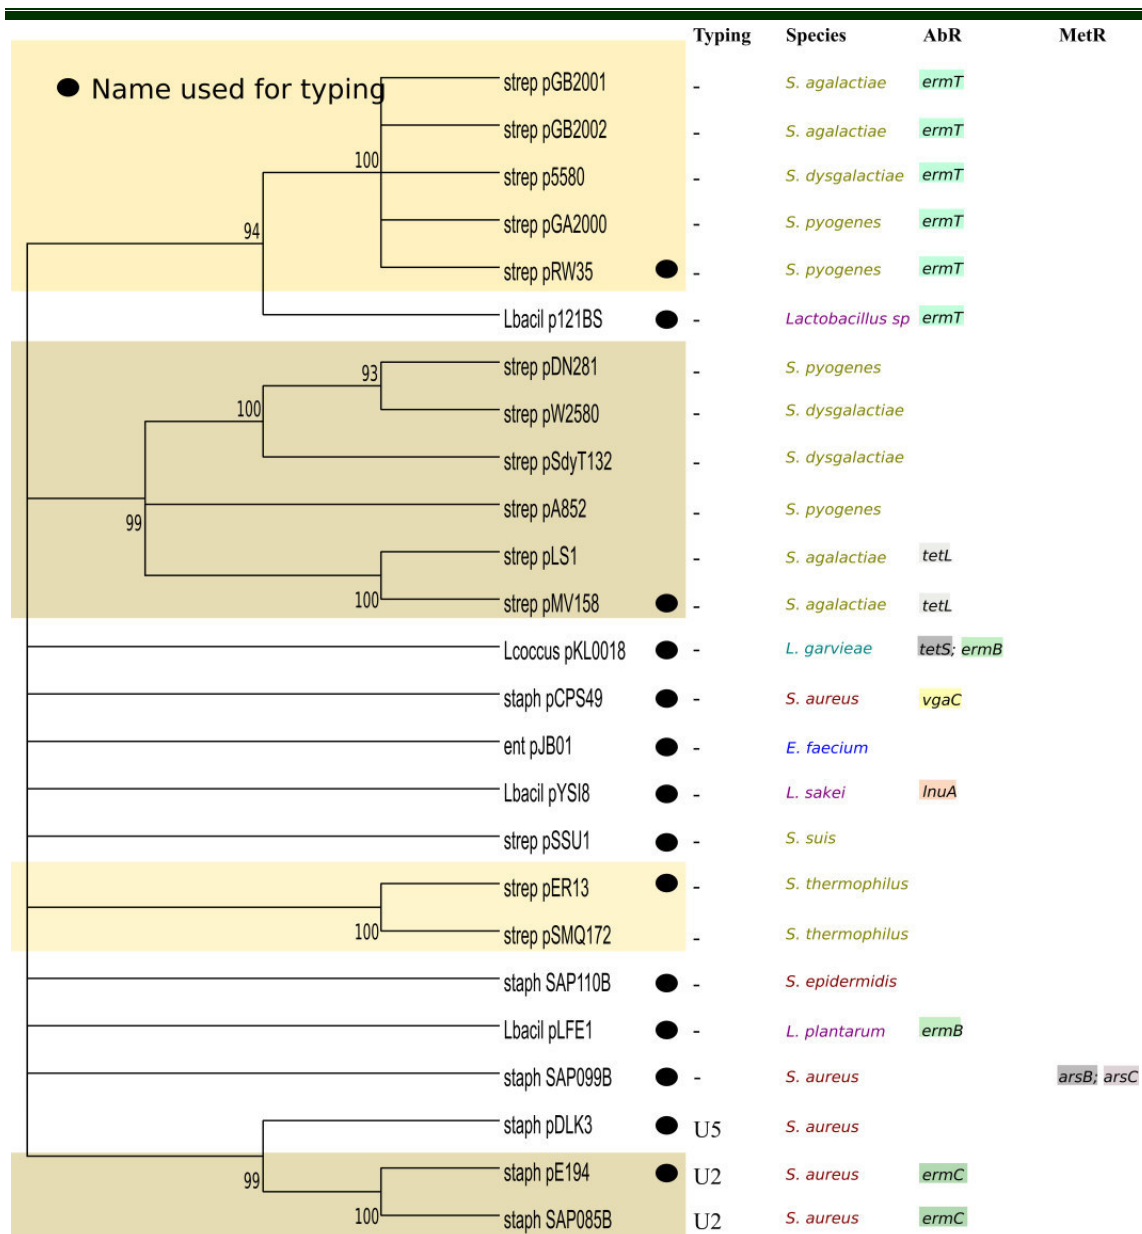 Typing Species AbR MetR
Name used for typing
strep pGB2001 - S. agalactiae ermT
strep pGB2002 - S. agalactiae ermT
100
strep p5580 - S. dysgalactiae ermT
strep pGA2000 - S. pyogenes ermT
94
strep pRW35 - S. pyogenes ermT
Lbacil p121BS - Lactobacillus sp ermT
strep pDN281 - S. pyogenes
93
strep pW2580 - S. dysgalactiae
100
strep pSdyT132 - S. dysgalactiae
strep pA852 - S. pyogenes
99
strep pLS1 - S. agalactiae tetL
strep pMV158 - S. agalactiae tetL
100
Lcoccus pKL0018 - L. garvieae tetS; ermB
staph pCPS49 - S. aureus vgaC
ent pJB01 - E. faecium
Lbacil pYSI8 - L. sakei lnuA
strep pSSU1 - S. suis
strep pER13 - S. thermophilus
strep pSMQ172 - S. thermophilus
100
staph SAP110B - S. epidermidis
Lbacil pLFE1 - L. plantarum ermB
staph SAP099B - S. aureus arsB; arsC
staph pDLK3 U5 S. aureus
staph pE194 U2 S. aureus ermC
99
staph SAP085B U2 S. aureus ermC
100